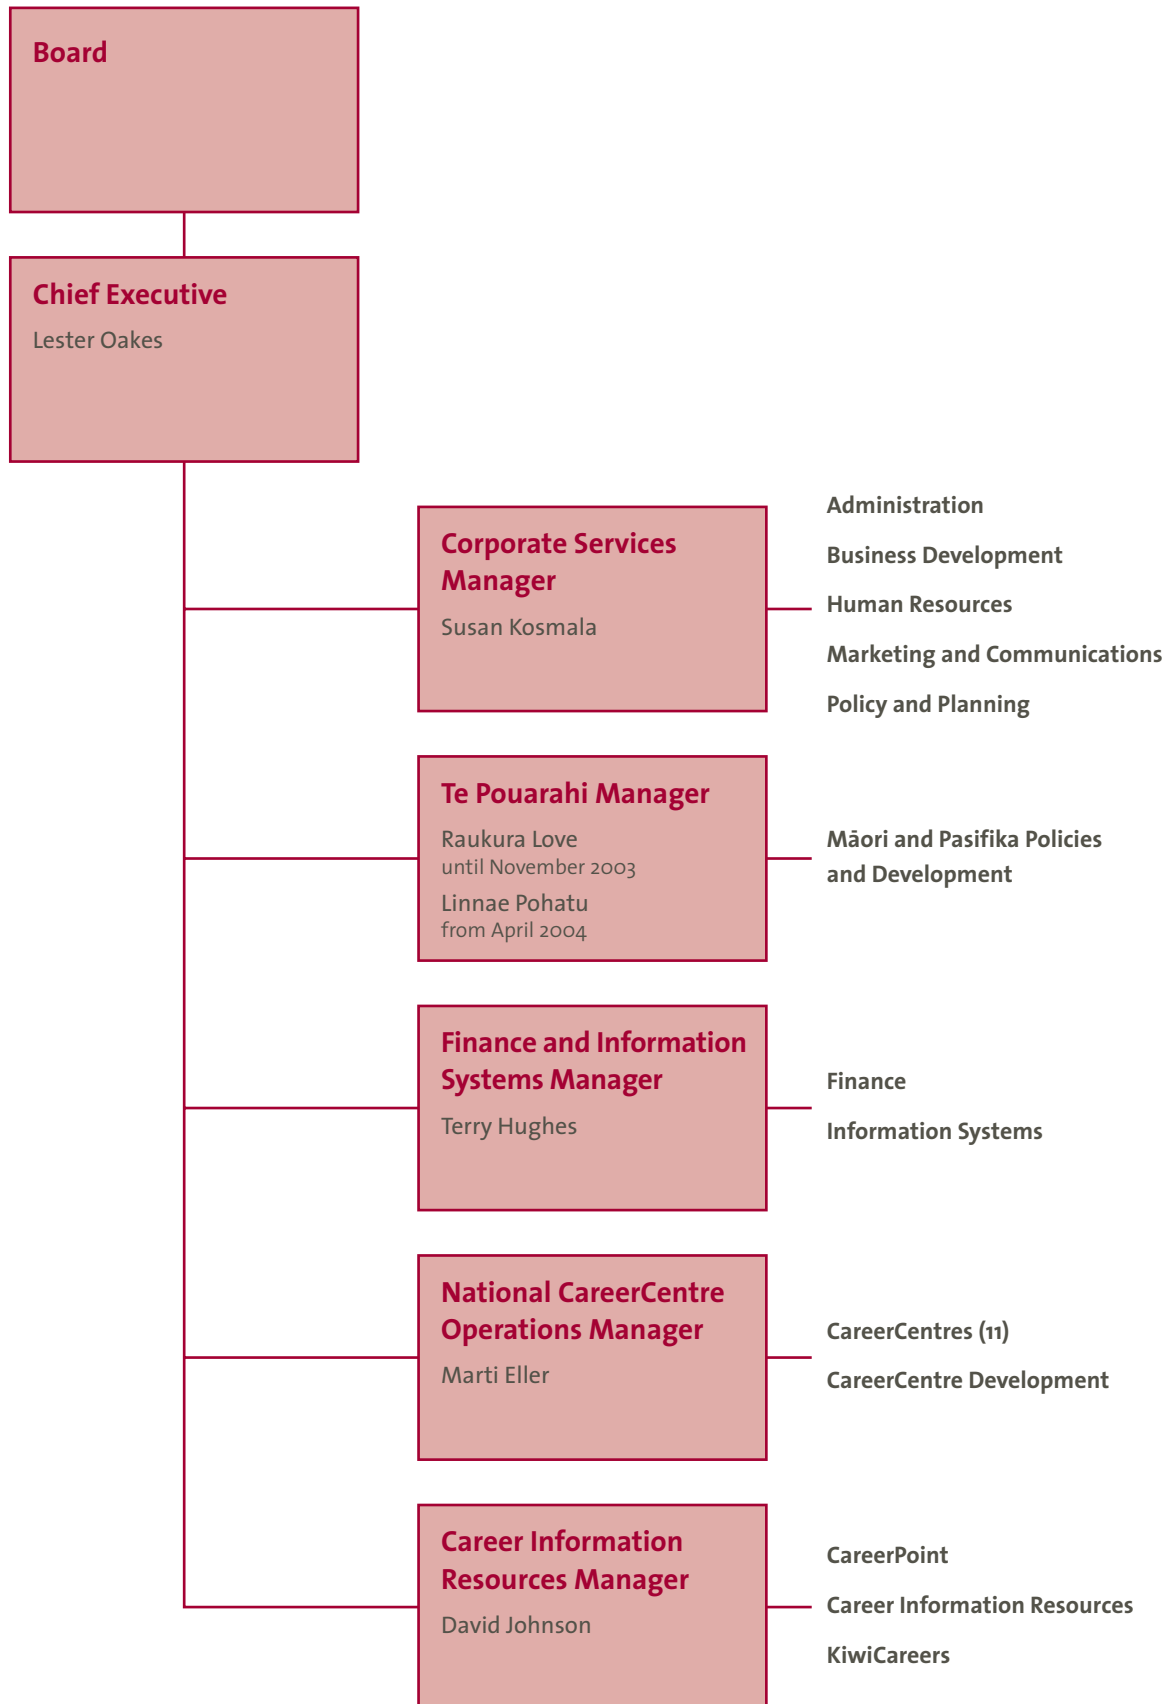 Board
Chief Executive
Lester Oakes
Corporate Services
Manager
Susan Kosmala
Administration
Business Development
Human Resources
Marketing and Communications
Policy and Planning
Te Pouarahi Manager
Raukura Love
until November 2003
Linnae Pohatu
from April 2004
Māori and Pasifika Policies
and Development
Finance and Information
Systems Manager
Terry Hughes
Finance
Information Systems
National CareerCentre
Operations Manager
Marti Eller
CareerCentres (11)
CareerCentre Development
Career Information
Resources Manager
David Johnson
CareerPoint
Career Information Resources
KiwiCareers